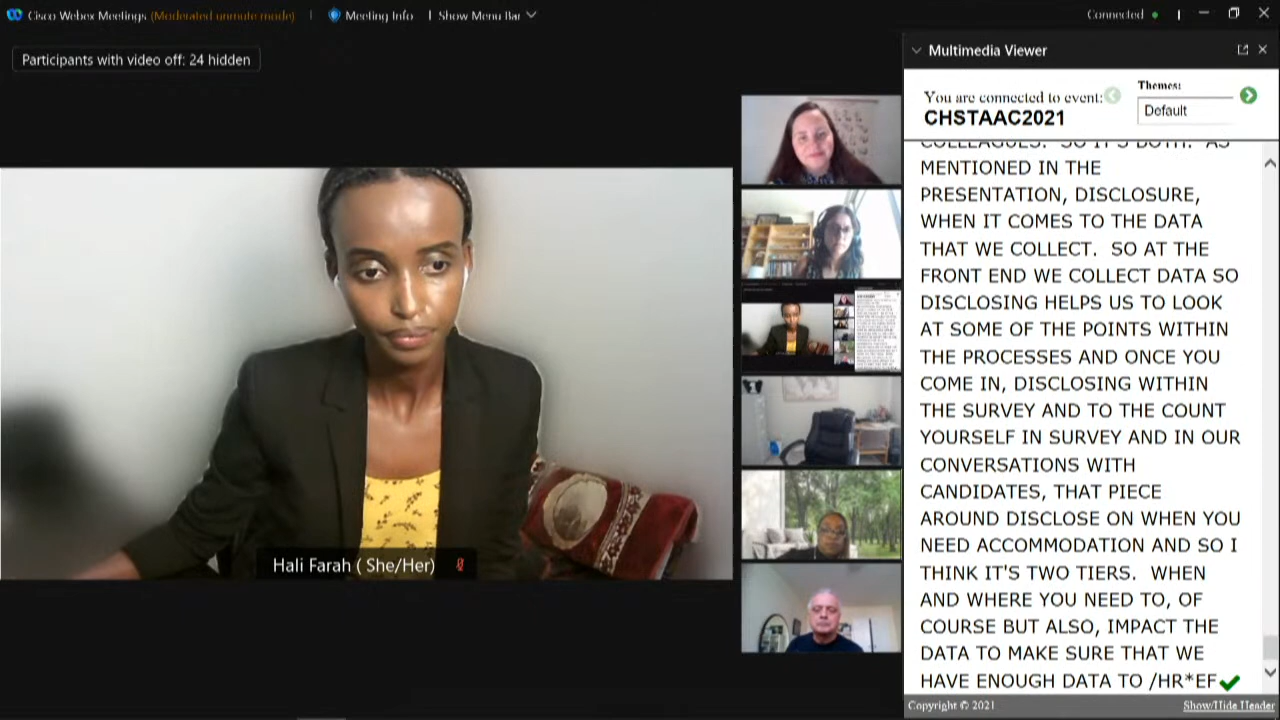 Cisco Webex Meetings (Moderated unmute mode) | Meeting Info | Show Menu Bar
Connected
Participants with video off: 24 hidden
Hali Farah ( She/Her)
Multimedia Viewer
You are connected to event:
CHSTAAC2021
Themes:
Default
COLLEAGUES. SO IT'S BOTH. AS
MENTIONED IN THE
PRESENTATION, DISCLOSURE,
WHEN IT COMES TO THE DATA
THAT WE COLLECT. SO AT THE
FRONT END WE COLLECT DATA SO
DISCLOSING HELPS US TO LOOK
AT SOME OF THE POINTS WITHIN
THE PROCESSES AND ONCE YOU
COME IN, DISCLOSING WITHIN
THE SURVEY AND TO THE COUNT
YOURSELF IN SURVEY AND IN OUR
CONVERSATIONS WITH
CANDIDATES, THAT PIECE
AROUND DISCLOSE ON WHEN YOU
NEED ACCOMMODATION AND SO I
THINK IT'S TWO TIERS. WHEN
AND WHERE YOU NEED TO, OF
COURSE BUT ALSO, IMPACT THE
DATA TO MAKE SURE THAT WE
HAVE ENOUGH DATA TO /HR*EF
Copyright © 2021
Show/Hide Header